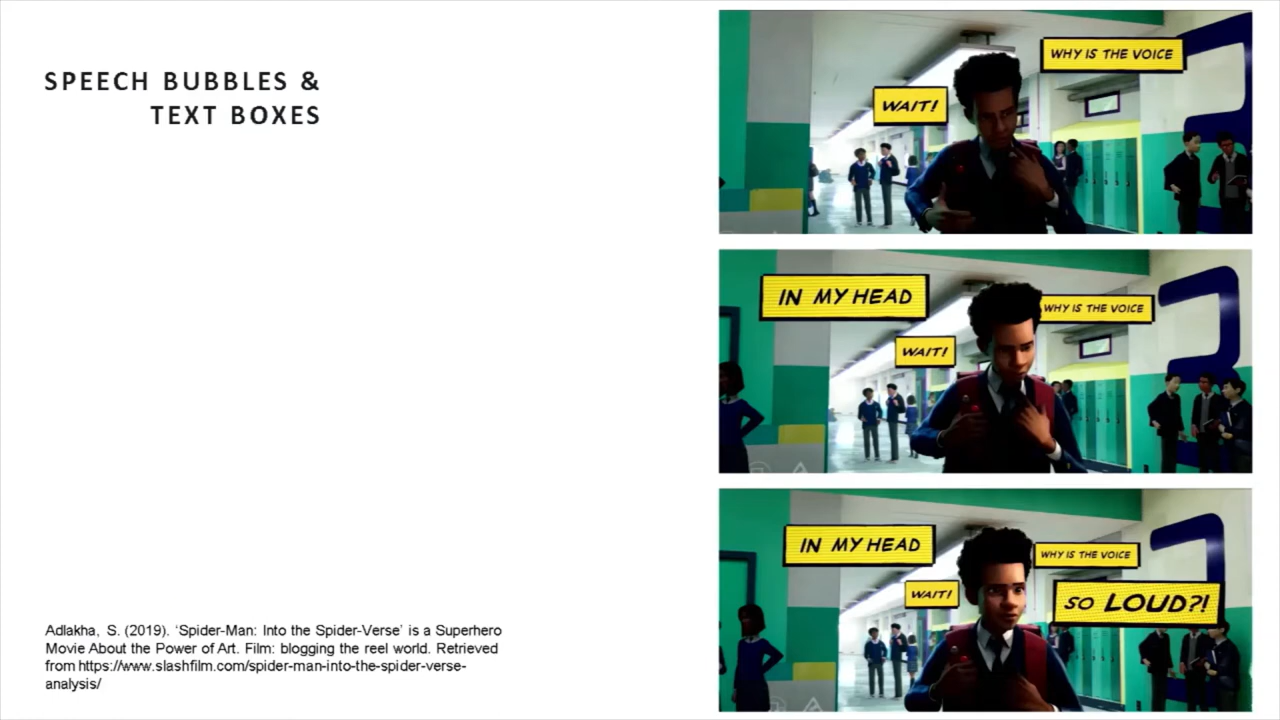 SPEECH BUBBLES &
TEXT BOXES
WAIT!
WHY IS THE VOICE
IN MY HEAD
WAIT!
WHY IS THE VOICE
IN MY HEAD
WAIT!
WHY IS THE VOICE
SO LOUD?!
Adlakha, S. (2019). ‘Spider-Man: Into the Spider-Verse’ is a Superhero
Movie About the Power of Art. Film: blogging the reel world. Retrieved
from https://www.slashfilm.com/spider-man-into-the-spider-verse-
analysis/